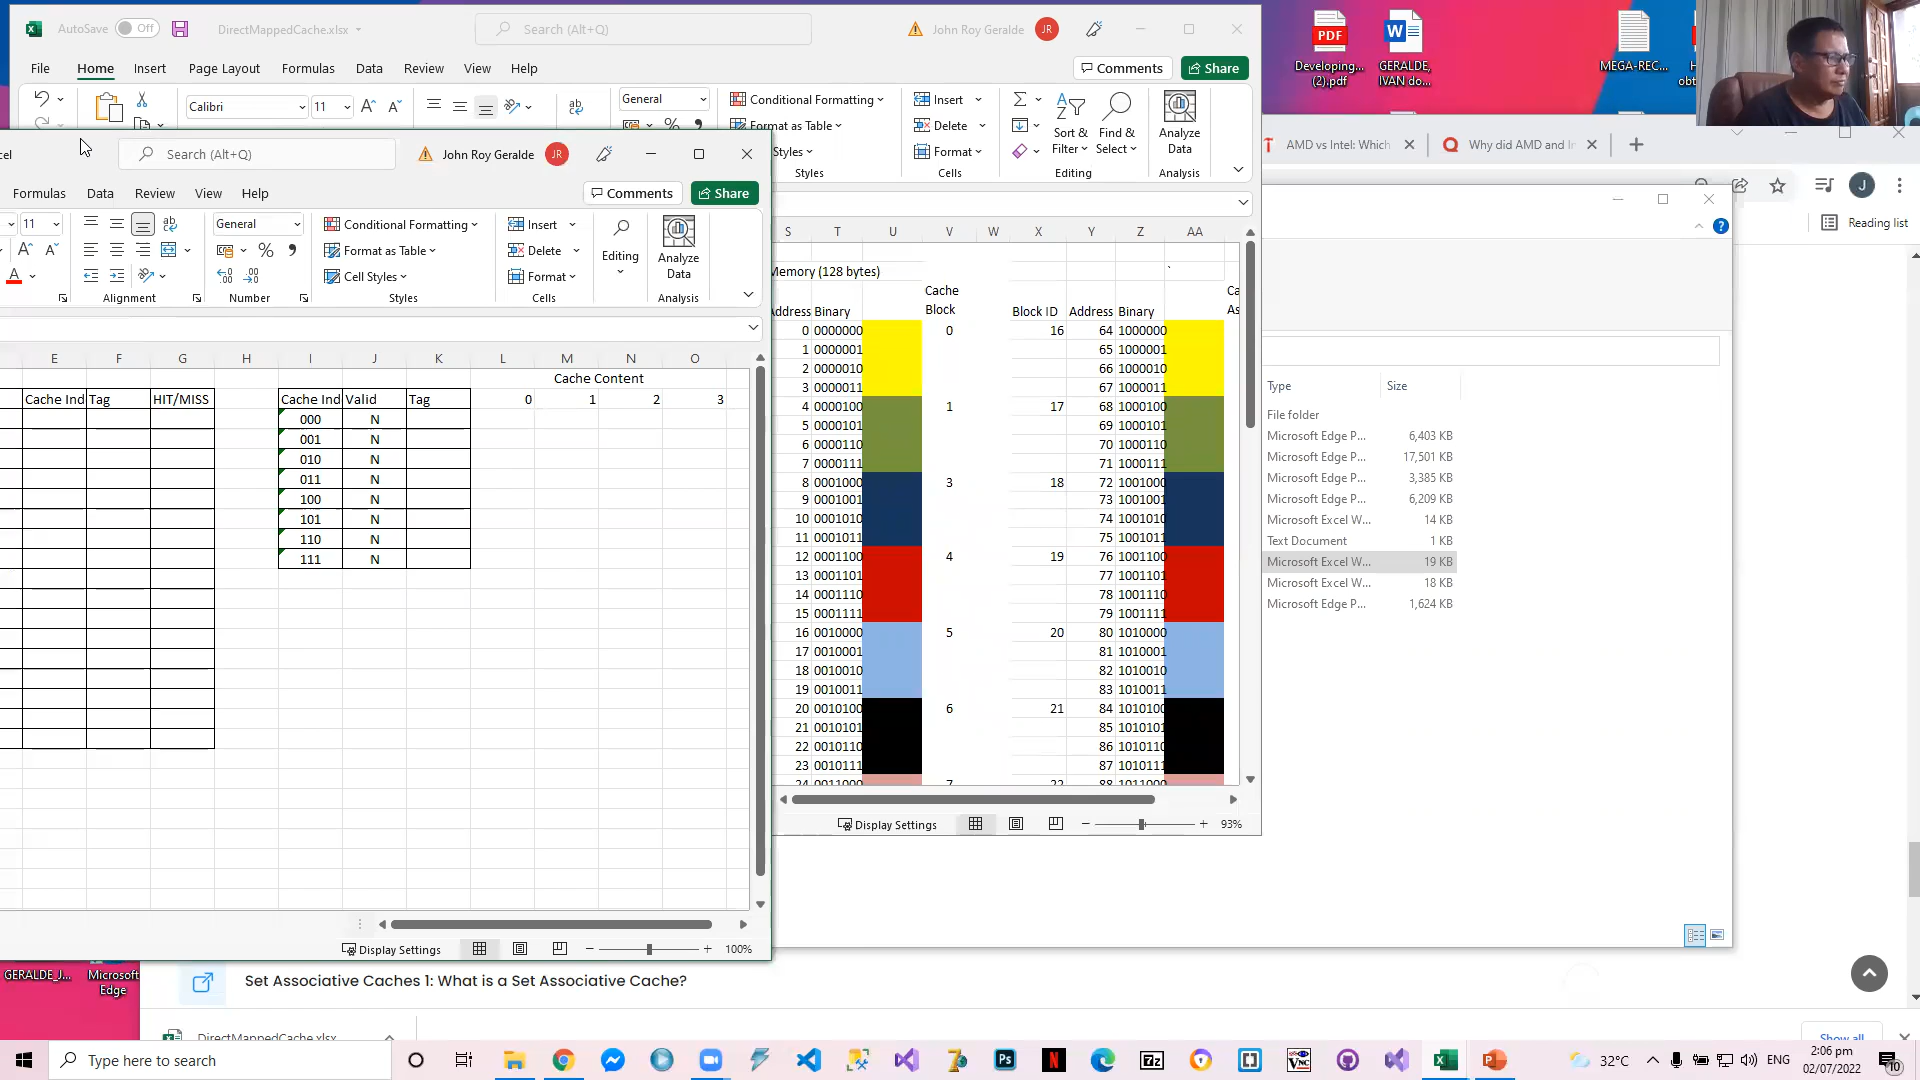 AutoSave Off DirectMappedCache.xlsx Search (Alt+Q) John Roy Geralde JR
File Home Insert Page Layout Formulas Data Review View Help Comments Share
Calibri 11 General Conditional Formatting Insert
Format as Table Delete Sort & Filter Find & Select Analyze Data
Styles Format
Styles Cells Editing Analysis
Search (Alt+Q) John Roy Geralde JR
Formulas Data Review View Help Comments Share
11 General Conditional Formatting Insert
Format as Table Delete Editing Analyze Data
Cell Styles Format
Alignment Number Styles Cells Analysis
E F G H I J K L M N O
Cache Content
Cache Ind Tag HIT/MISS Cache Ind Valid Tag 0 1 2 3
000 N
001 N
010 N
011 N
100 N
101 N
110 N
111 N
Display Settings 100%
S T U V W X Y Z AA
Memory (128 bytes) `
Cache Block
Address Binary Block ID Address Binary
0 0000000 0 16 64 1000000
1 0000001 65 1000001
2 0000010 66 1000010
3 0000011 67 1000011
4 0000100 1 17 68 1000100
5 0000101 69 1000101
6 0000110 70 1000110
7 0000111 71 1000111
8 0001000 3 18 72 1001000
9 0001001 73 1001001
10 0001010 74 1001010
11 0001011 75 1001011
12 0001100 4 19 76 1001100
13 0001101 77 1001101
14 0001110 78 1001110
15 0001111 79 1001111
16 0010000 5 20 80 1010000
17 0010001 81 1010001
18 0010010 82 1010010
19 0010011 83 1010011
20 0010100 6 21 84 1010100
21 0010101 85 1010101
22 0010110 86 1010110
23 0010111 87 1010111
24 0011000 7 22 88 1011000
Display Settings 93%
PDF
Developing... (2).pdf
GERALDE, IVAN do...
MEGA-REC...
AMD vs Intel: Which
Why did AMD and In
J
Reading list
Type Size
File folder
Microsoft Edge P... 6,403 KB
Microsoft Edge P... 17,501 KB
Microsoft Edge P... 3,385 KB
Microsoft Edge P... 6,209 KB
Microsoft Excel W... 14 KB
Text Document 1 KB
Microsoft Excel W... 19 KB
Microsoft Excel W... 18 KB
Microsoft Edge P... 1,624 KB
GERALDE_J...
Microsoft Edge
Set Associative Caches 1: What is a Set Associative Cache?
DirectMappedCache.xlsx
Show all
Type here to search
32°C ENG 2:06 pm
02/07/2022
10